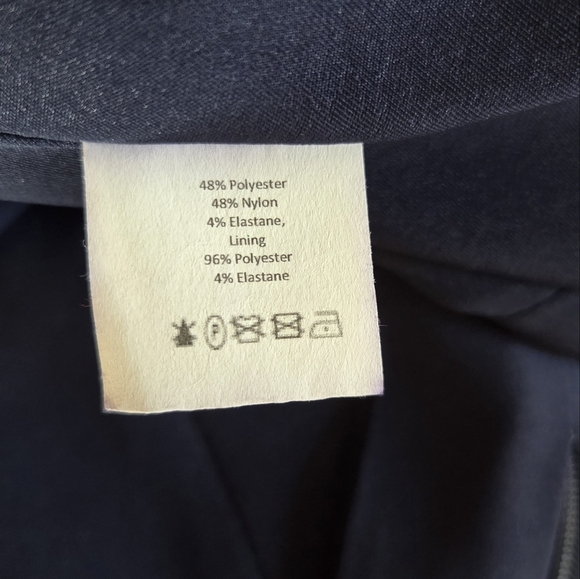 48% Polyester
48% Nylon
4% Elastane,
Lining
96% Polyester
4% Elastane
P